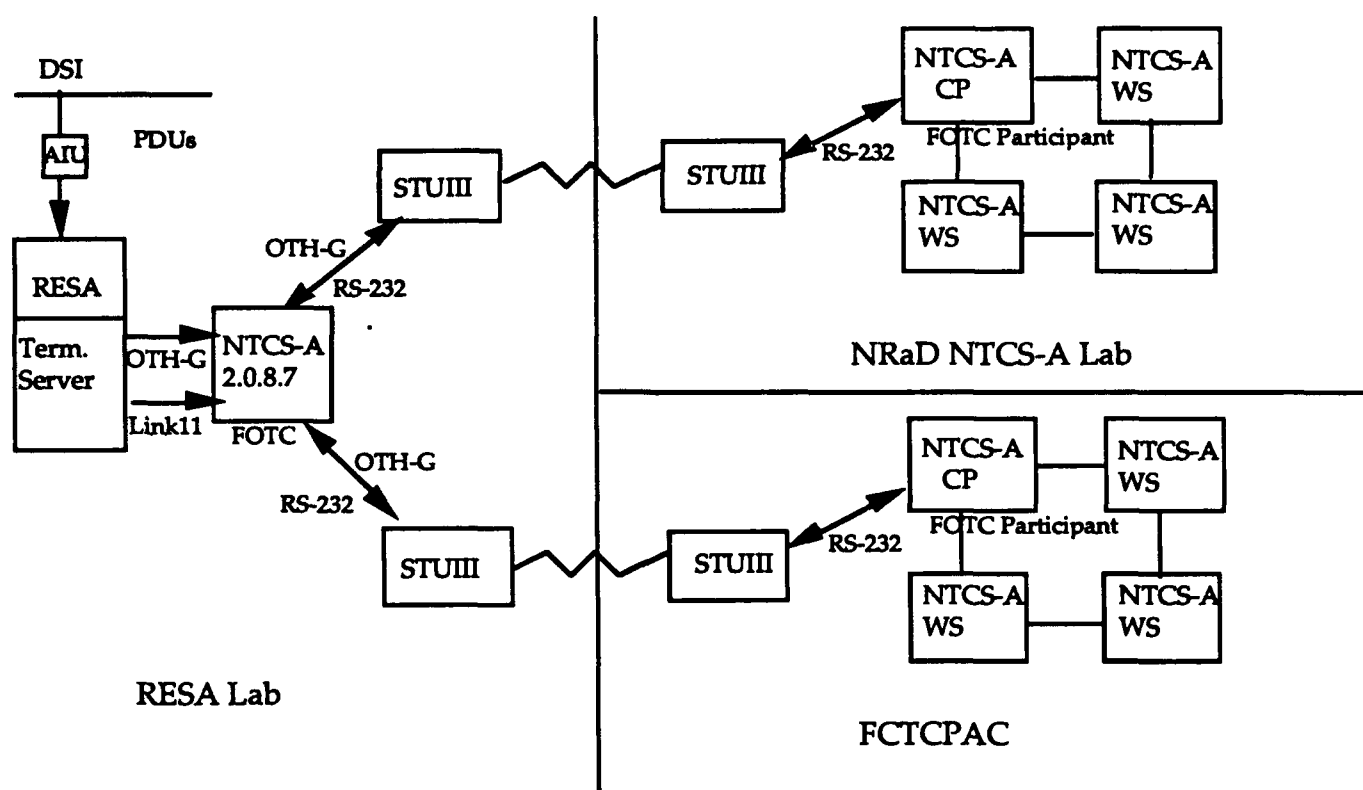 DSI
PDUs
AIU
RESA
Term.
Server
OTH-G
Link11
NTCS-A
2.0.8.7
FOTC
STUIII
OTH-G
RS-232
OTH-G
RS-232
STUIII
RESA Lab
STUIII
RS-232
NTCS-A
CP
FOTC Participant
NTCS-A
WS
NTCS-A
WS
NTCS-A
WS
NRaD NTCS-A Lab
STUIII
RS-232
NTCS-A
CP
FOTC Participant
NTCS-A
WS
NTCS-A
WS
NTCS-A
WS
FCTCPAC